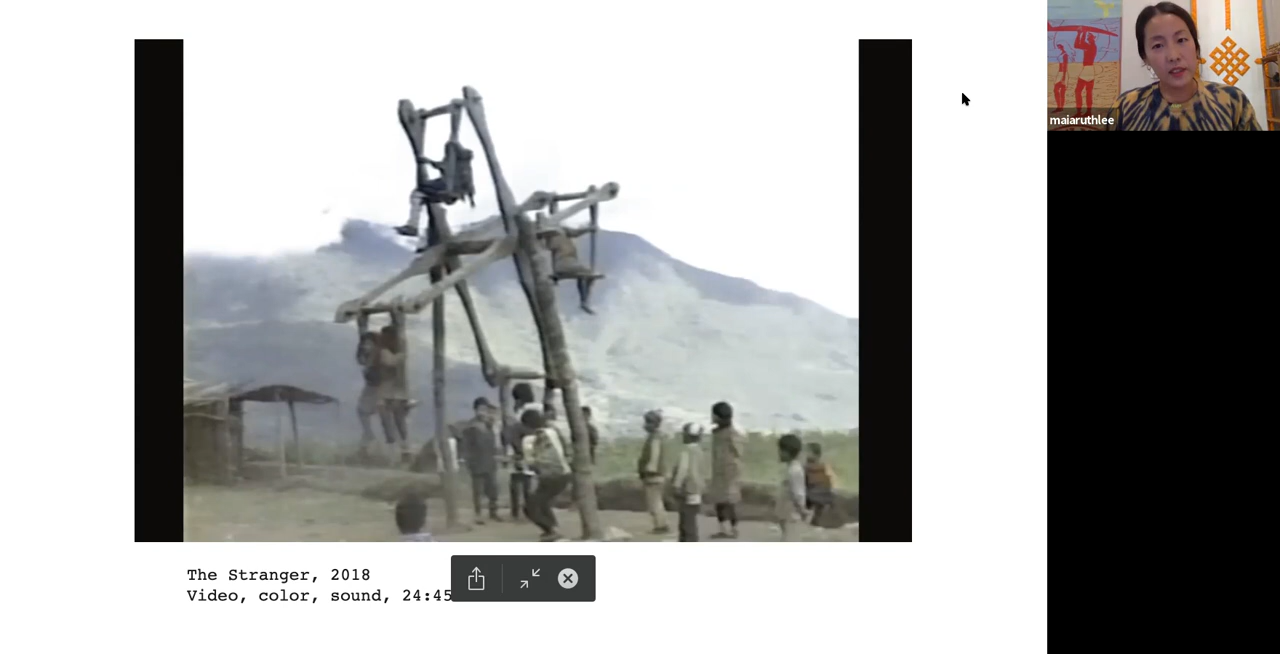 maiaruthlee
The Stranger, 2018
Video, color, sound, 24:45